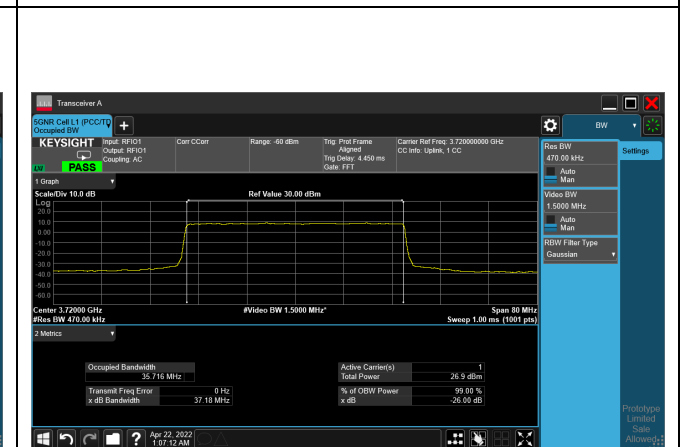 Transceiver A
5GNR Cell L1 (PCC/TD
Occupied BW
+
BW
KEYSIGHT
Input: RFIO1
Output: RFIO1
Coupling: AC
Corr CCorr
Range: -60 dBm
Trig: Prot Frame
Aligned
Trig Delay: 4.450 ms
Gate: FFT
Carrier Ref Freq: 3.720000000 GHz
CC Info: Uplink, 1 CC
PASS
Res BW
470.00 kHz
Auto
Man
Settings
1 Graph
Scale/Div 10.0 dB
Ref Value 30.00 dBm
Log
20.0
10.0
0.00
-10.0
-20.0
-30.0
-40.0
-50.0
-60.0
Video BW
1.5000 MHz
Auto
Man
RBW Filter Type
Gaussian
Center 3.72000 GHz
#Video BW 1.5000 MHz*
Span 80 MHz
#Res BW 470.00 kHz
Sweep 1.00 ms (1001 pts)
2 Metrics
Occupied Bandwidth
35.716 MHz
Active Carrier(s) 1
Total Power 26.9 dBm
Transmit Freq Error 0 Hz
x dB Bandwidth 37.18 MHz
% of OBW Power 99.00 %
x dB -26.00 dB
Prototype
Limited
Sale
Allowed
?
Apr 22, 2022
1:07:12 AM